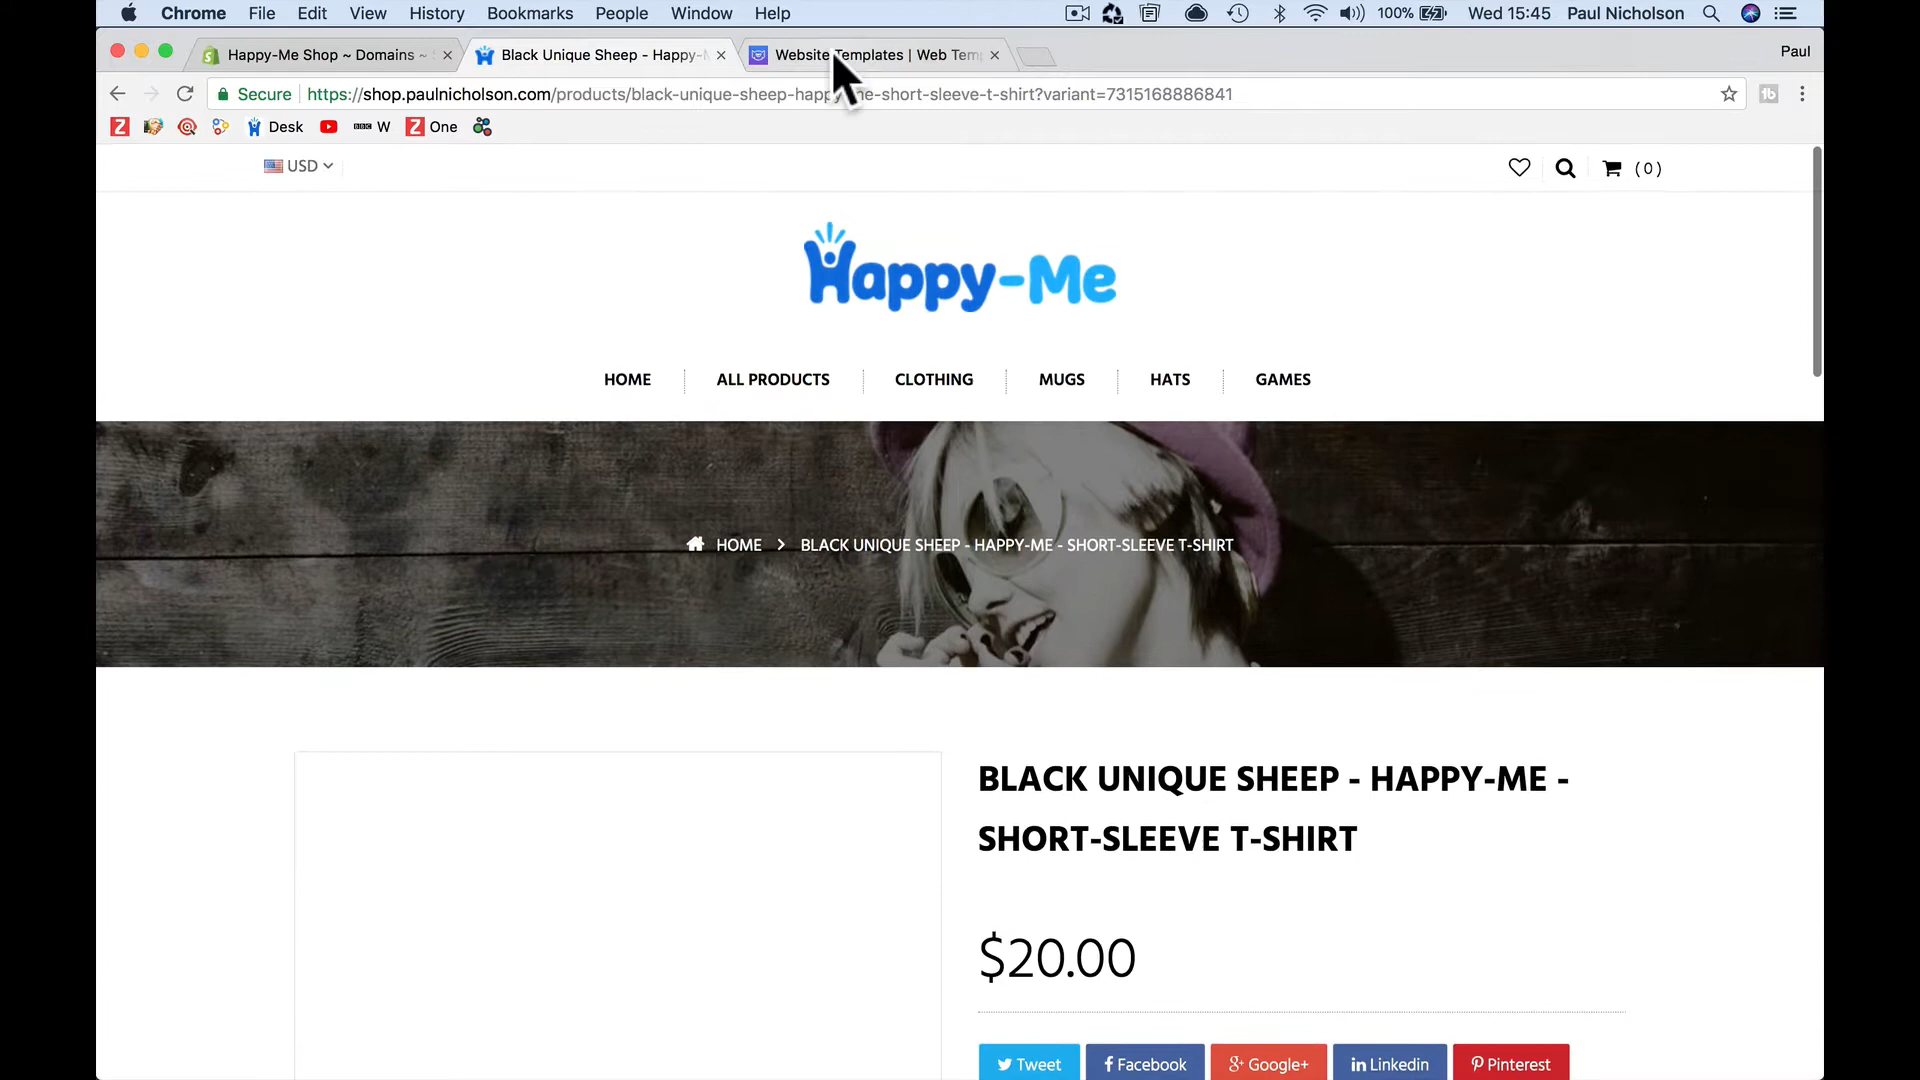 Chrome File Edit View History Bookmarks People Window Help 100% Wed 15:45 Paul Nicholson
Happy-Me Shop ~ Domains ~ Black Unique Sheep - Happy- Website Templates | Web Tem Paul
Secure https://shop.paulnicholson.com/products/black-unique-sheep-happy-me-short-sleeve-t-shirt?variant=7315168886841
Desk BBC W Z One
USD ( 0 )
Happy-Me
HOME ALL PRODUCTS CLOTHING MUGS HATS GAMES
HOME > BLACK UNIQUE SHEEP - HAPPY-ME - SHORT-SLEEVE T-SHIRT
BLACK UNIQUE SHEEP - HAPPY-ME -
SHORT-SLEEVE T-SHIRT
$20.00
Tweet Facebook Google+ Linkedin Pinterest